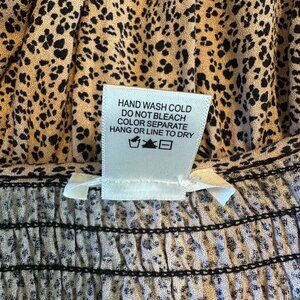 HAND WASH COLD
DO NOT BLEACH
COLOR SEPARATE
HANG OR LINE TO DRY